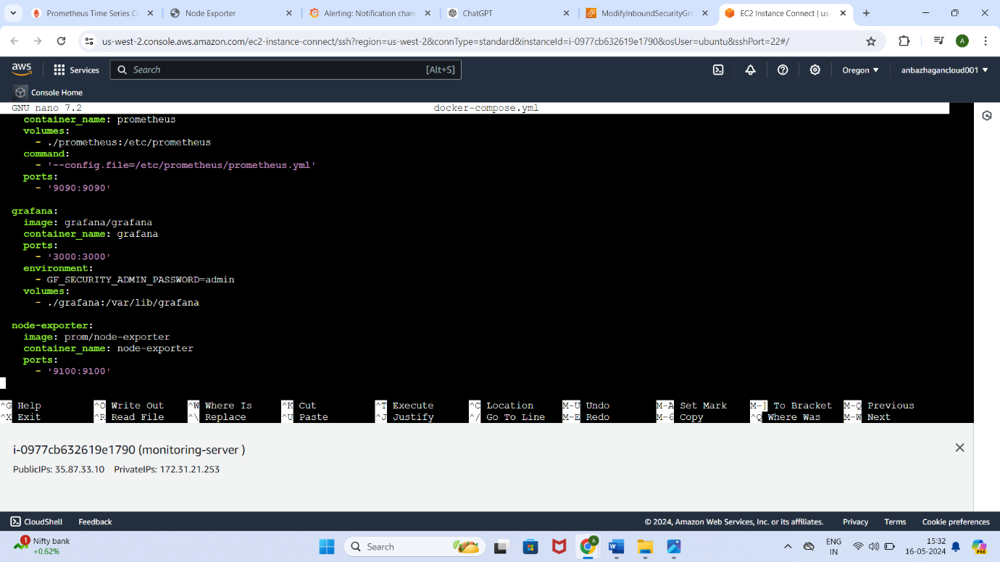 Prometheus Time Series Co
Node Exporter
Alerting: Notification chann
ChatGPT
ModifyInboundSecurityGro
EC2 Instance Connect | us-
us-west-2.console.aws.amazon.com/ec2-instance-connect/ssh?region=us-west-2&connType=standard&instanceId=i-0977cb632619e1790&osUser=ubuntu&sshPort=22#/
A
aws
Services
Search
[Alt+S]
Oregon
anbazhagancloud001
Console Home
GNU nano 7.2 docker-compose.yml
container_name: prometheus
volumes:
- ./prometheus:/etc/prometheus
command:
- '--config.file=/etc/prometheus/prometheus.yml'
ports:
- '9090:9090'
grafana:
image: grafana/grafana
container_name: grafana
ports:
- '3000:3000'
environment:
- GF_SECURITY_ADMIN_PASSWORD=admin
volumes:
- ./grafana:/var/lib/grafana
node-exporter:
image: prom/node-exporter
container_name: node-exporter
ports:
- '9100:9100'
^G Help ^O Write Out ^W Where Is ^K Cut ^T Execute ^C Location M-U Undo M-A Set Mark M-] To Bracket M-Q Previous
^X Exit ^R Read File ^\ Replace ^U Paste ^J Justify ^/ Go To Line M-E Redo M-6 Copy ^Q Where Was M-W Next
i-0977cb632619e1790 (monitoring-server )
PublicIPs: 35.87.33.10 PrivateIPs: 172.31.21.253
CloudShell Feedback © 2024, Amazon Web Services, Inc. or its affiliates. Privacy Terms Cookie preferences
1
Nifty bank
+0.62%
Search
A
ENG
IN
15:32
16-05-2024
PRE